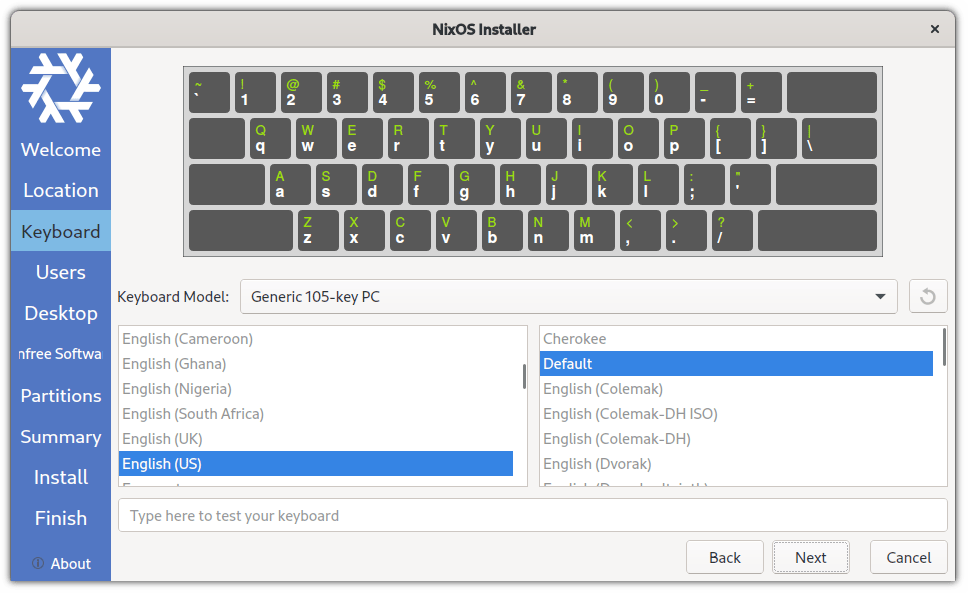 NixOS Installer
Welcome
Location
Keyboard
Users
Desktop
nfree Softwa
Partitions
Summary
Install
Finish
About
~ ! @ # $ % ^ & * ( ) _ +
` 1 2 3 4 5 6 7 8 9 0 - =
Q W E R T Y U I O P { } |
q w e r t y u i o p [ ] \
A S D F G H J K L : "
a s d f g h j k l ; '
Z X C V B N M < > ?
z x c v b n m , . /
Keyboard Model: Generic 105-key PC
English (Cameroon)
English (Ghana)
English (Nigeria)
English (South Africa)
English (UK)
English (US)
Cherokee
Default
English (Colemak)
English (Colemak-DH ISO)
English (Colemak-DH)
English (Dvorak)
Type here to test your keyboard
Back Next Cancel